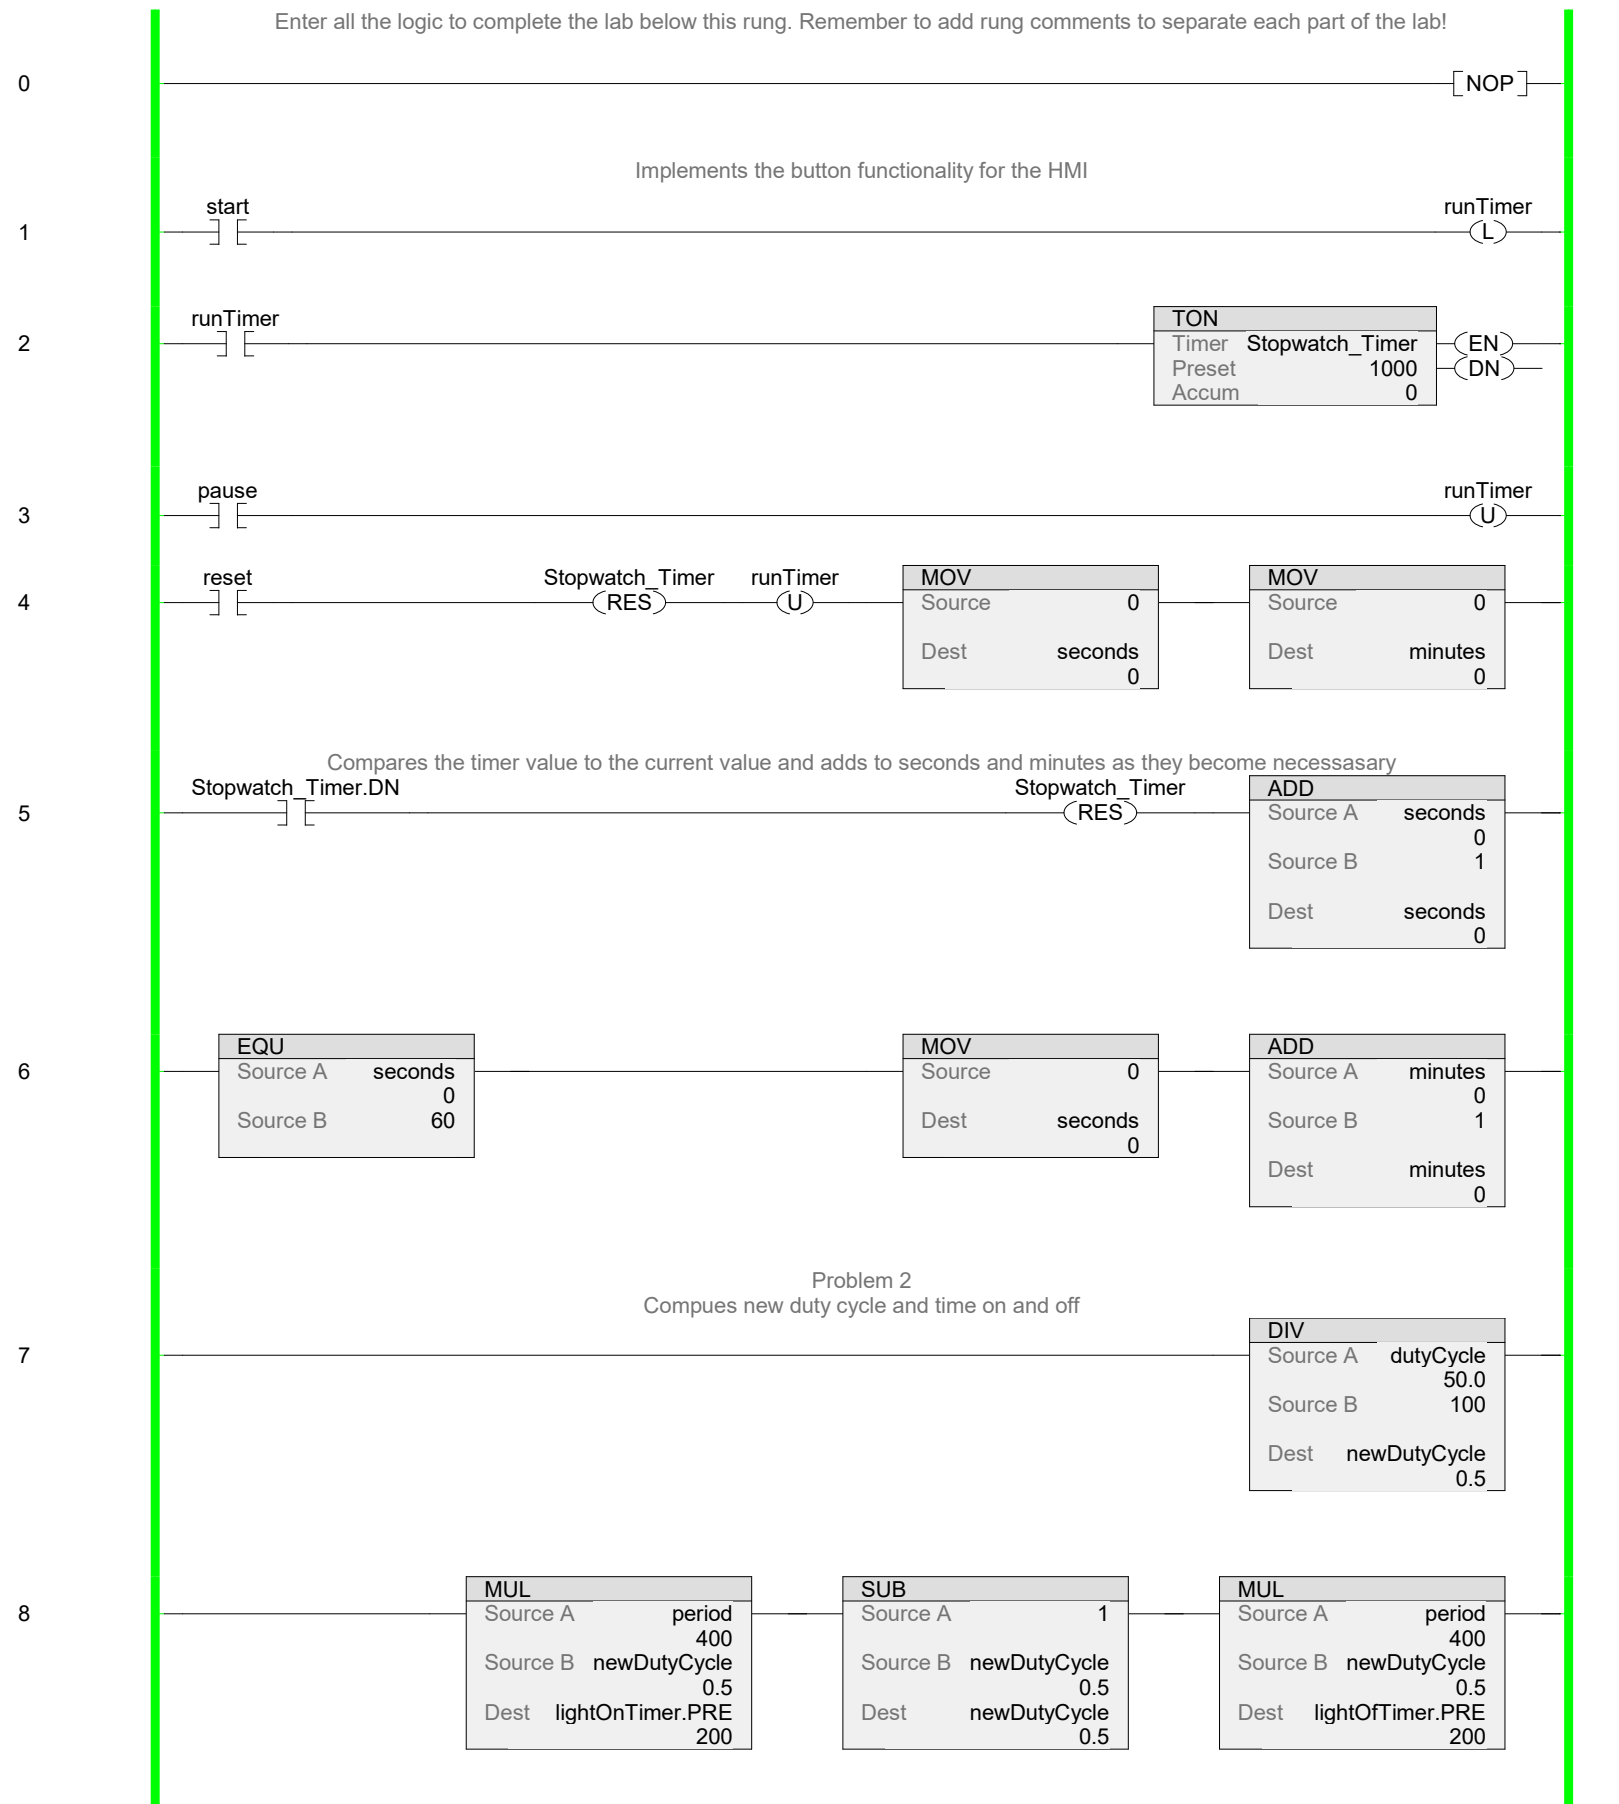 Enter all the logic to complete the lab below this rung. Remember to add rung comments to separate each part of the lab!
0
NOP
Implements the button functionality for the HMI
start
runTimer
1
L
runTimer
TON
2
Timer Stopwatch_Timer
EN
Preset 1000
DN
Accum 0
pause
runTimer
3
U
reset
Stopwatch_Timer
runTimer
MOV
MOV
4
RES
U
Source 0
Source 0
Dest seconds
Dest minutes
0
0
Compares the timer value to the current value and adds to seconds and minutes as they become necessasary
Stopwatch_Timer.DN
Stopwatch_Timer
ADD
5
RES
Source A seconds
0
Source B 1
Dest seconds
0
EQU
MOV
ADD
6
Source A seconds
Source 0
Source A minutes
0
0
Source B 60
Dest seconds
Source B 1
0
Dest minutes
0
Problem 2
Compues new duty cycle and time on and off
DIV
7
Source A dutyCycle
50.0
Source B 100
Dest newDutyCycle
0.5
MUL
SUB
MUL
8
Source A period
Source A 1
Source A period
400
400
Source B newDutyCycle
Source B newDutyCycle
Source B newDutyCycle
0.5
0.5
0.5
Dest lightOnTimer.PRE
Dest newDutyCycle
Dest lightOfTimer.PRE
200
0.5
200